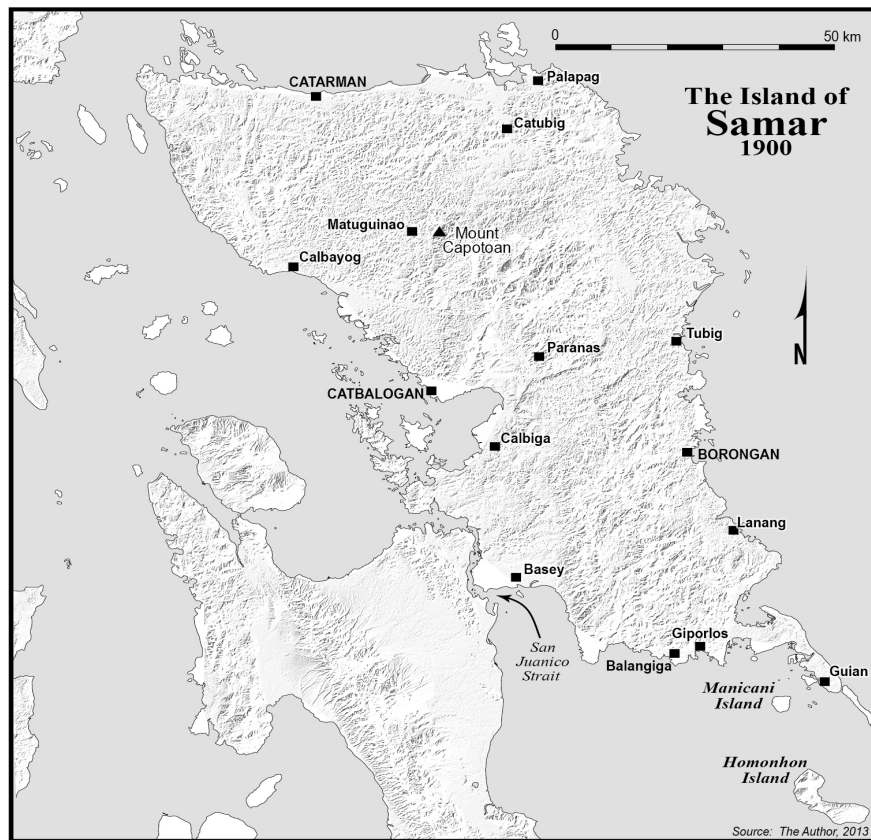 0 50 km
CATARMAN
Palapag
The Island of
Samar
1900
Catubig
Matuguinao
Mount
Capotoan
Calbayog
Tubig
Paranas
N
CATBALOGAN
Calbiga
BORONGAN
Lanang
Basey
San
Juanico
Strait
Giporlos
Balangiga
Guian
Manicani
Island
Homonhon
Island
Source: The Author, 2013